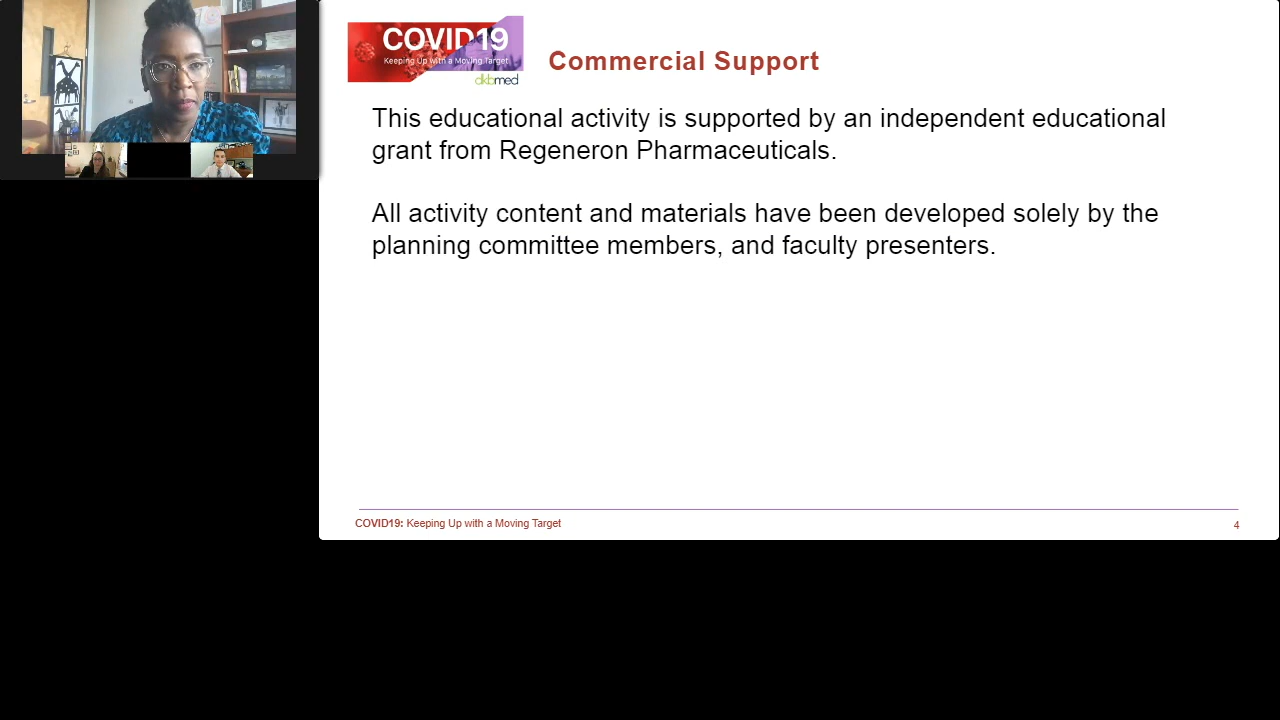 COVID19
Keeping Up with a Moving Target
dkbmed
Commercial Support
This educational activity is supported by an independent educational
grant from Regeneron Pharmaceuticals.
All activity content and materials have been developed solely by the
planning committee members, and faculty presenters.
COVID19: Keeping Up with a Moving Target
4